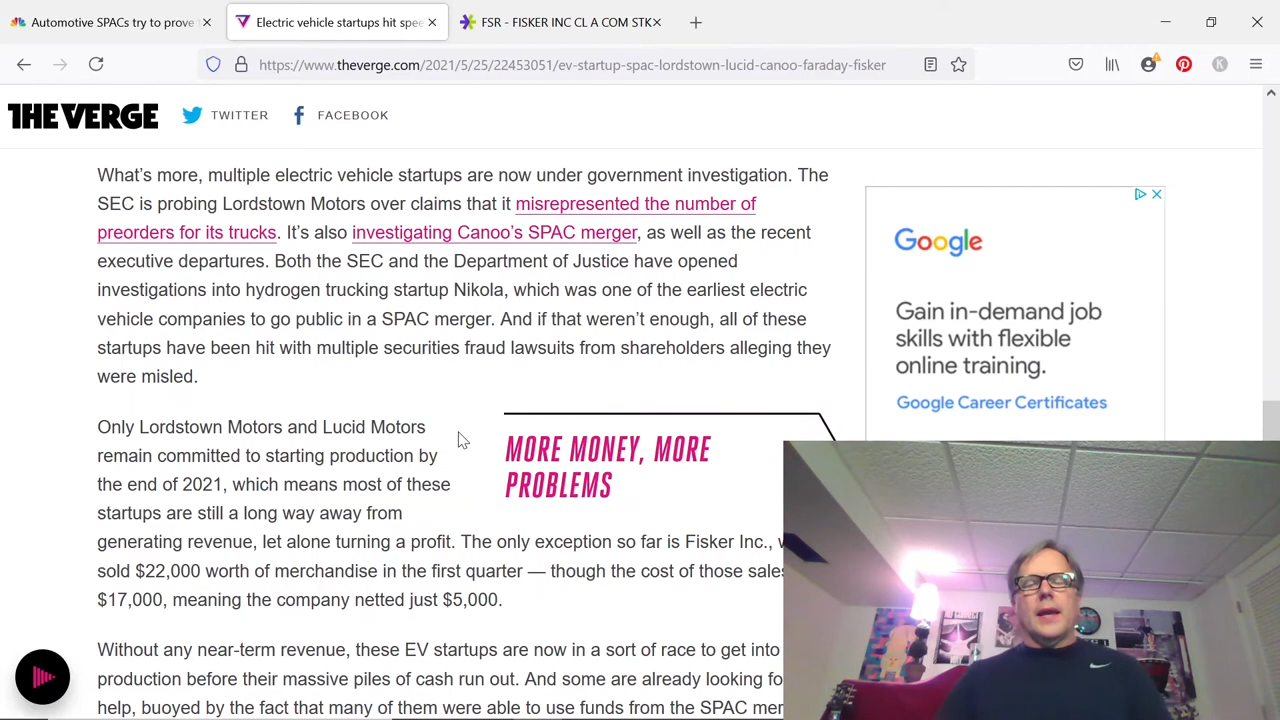 Automotive SPACs try to prove
Electric vehicle startups hit spee
FSR - FISKER INC CL A COM STK
https://www.theverge.com/2021/5/25/22453051/ev-startup-spac-lordstown-lucid-canoo-faraday-fisker
THE VERGE
TWITTER
FACEBOOK
What’s more, multiple electric vehicle startups are now under government investigation. The
SEC is probing Lordstown Motors over claims that it misrepresented the number of
preorders for its trucks. It’s also investigating Canoo’s SPAC merger, as well as the recent
executive departures. Both the SEC and the Department of Justice have opened
investigations into hydrogen trucking startup Nikola, which was one of the earliest electric
vehicle companies to go public in a SPAC merger. And if that weren’t enough, all of these
startups have been hit with multiple securities fraud lawsuits from shareholders alleging they
were misled.
Only Lordstown Motors and Lucid Motors
remain committed to starting production by
the end of 2021, which means most of these
startups are still a long way away from
generating revenue, let alone turning a profit. The only exception so far is Fisker Inc.,
sold $22,000 worth of merchandise in the first quarter — though the cost of those sales
$17,000, meaning the company netted just $5,000.
MORE MONEY, MORE
PROBLEMS
Without any near-term revenue, these EV startups are now in a sort of race to get into
production before their massive piles of cash run out. And some are already looking fo
help, buoyed by the fact that many of them were able to use funds from the SPAC mer
Google
Gain in-demand job
skills with flexible
online training.
Google Career Certificates